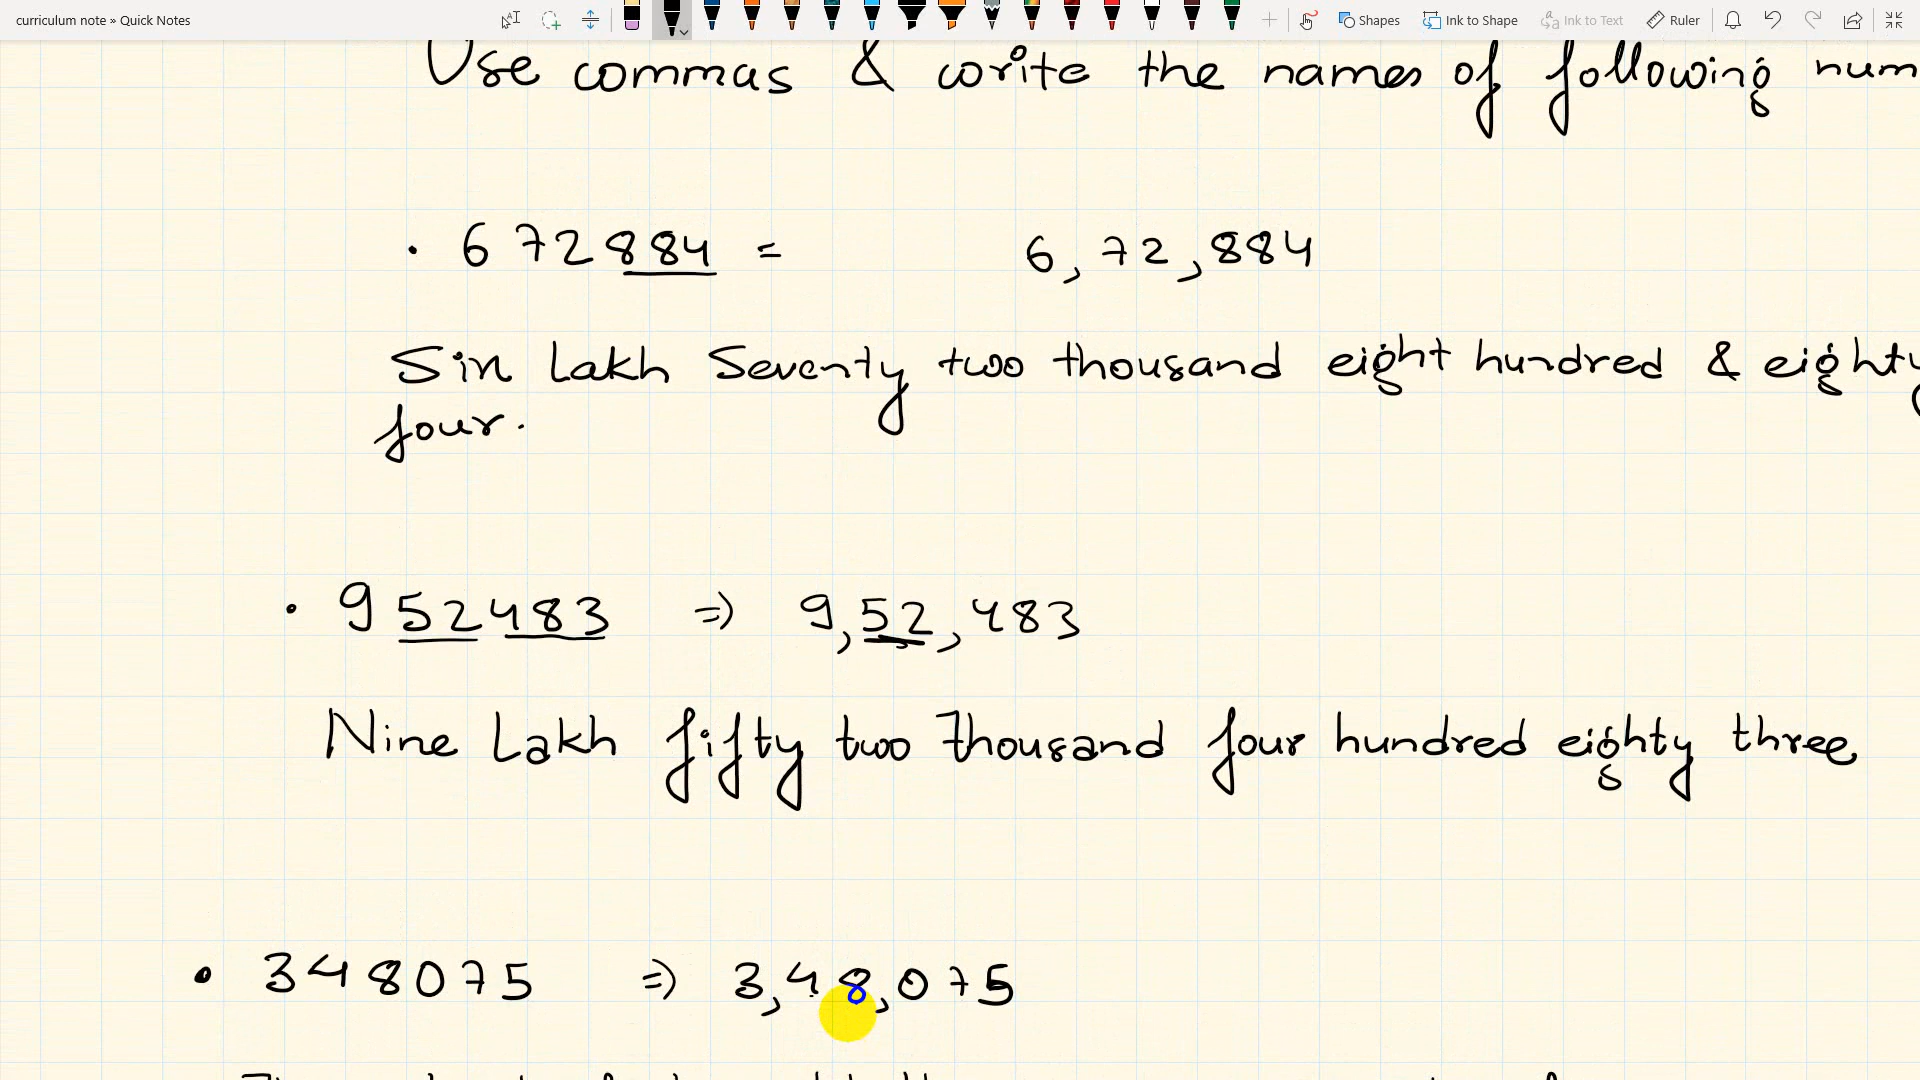 curriculum note » Quick Notes
Shapes
Ink to Shape
Ink to Text
Ruler
Use commas & write the names of following num
. 672884 = 6,72,884
Sin Lakh Seventy two thousand eight hundred & eighty
four.
. 952483 => 9,52,483
Nine Lakh fifty two Thousand four hundred eighty three
. 348075 => 3,48,075